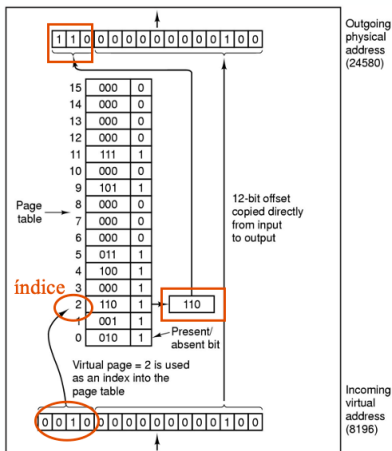 Outgoing
physical
address
(24580)
1 1 0 0 0 0 0 0 0 0 0 0 1 0 0
15 000 0
14 000 0
13 000 0
12 000 0
11 111 1
10 000 0
9 101 1
8 000 0
7 000 0
6 000 0
5 011 1
4 100 1
3 000 1
2 110 1
1 001 1
0 010 1
Page
table
12-bit offset
copied directly
from input
to output
índice
110
Present/
absent bit
Virtual page = 2 is used
as an index into the
page table
Incoming
virtual
address
(8196)
0 0 1 0 0 0 0 0 0 0 0 0 0 1 0 0